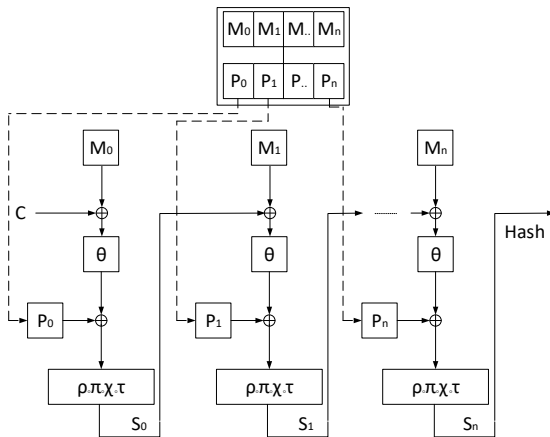 M₀ M₁ M.. Mₙ
P₀ P₁ P.. Pₙ
M₀ M₁ Mₙ
C
Hash
θ θ θ
P₀ P₁ Pₙ
ρ∘π∘χ∘τ ρ∘π∘χ∘τ ρ∘π∘χ∘τ
S₀ S₁ Sₙ